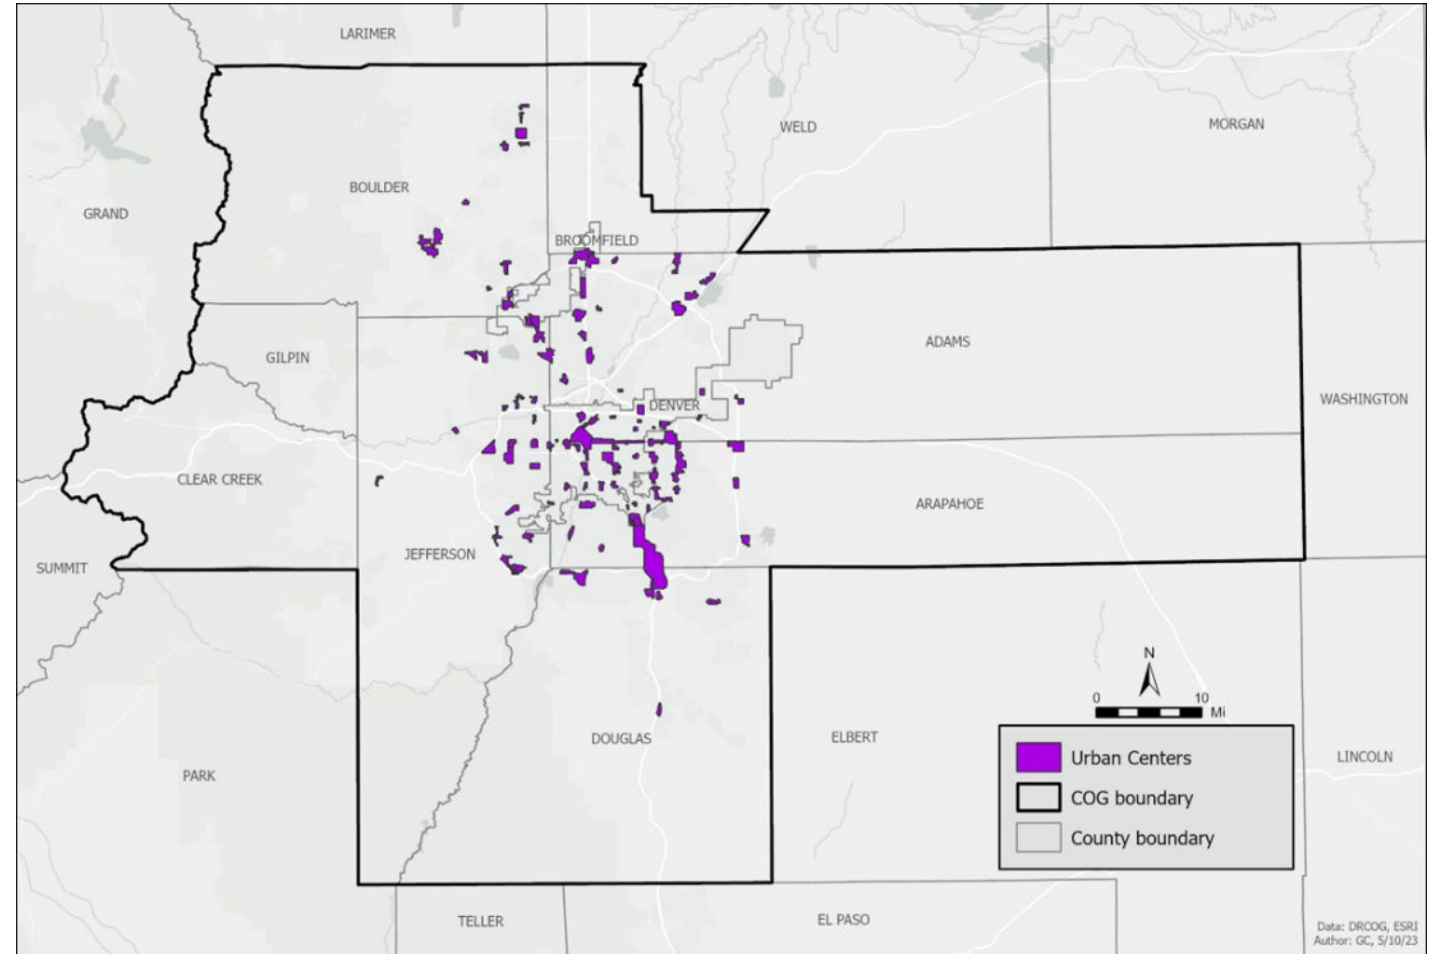 LARIMER
WELD
MORGAN
BOULDER
GRAND
BROOMFIELD
GILPIN
ADAMS
WASHINGTON
DENVER
CLEAR CREEK
ARAPAHOE
JEFFERSON
SUMMIT
N
0 10
Mi
DOUGLAS
ELBERT
LINCOLN
PARK
Urban Centers
COG boundary
County boundary
TELLER
EL PASO
Data: DRCOG, ESRI
Author: GC, 5/10/23